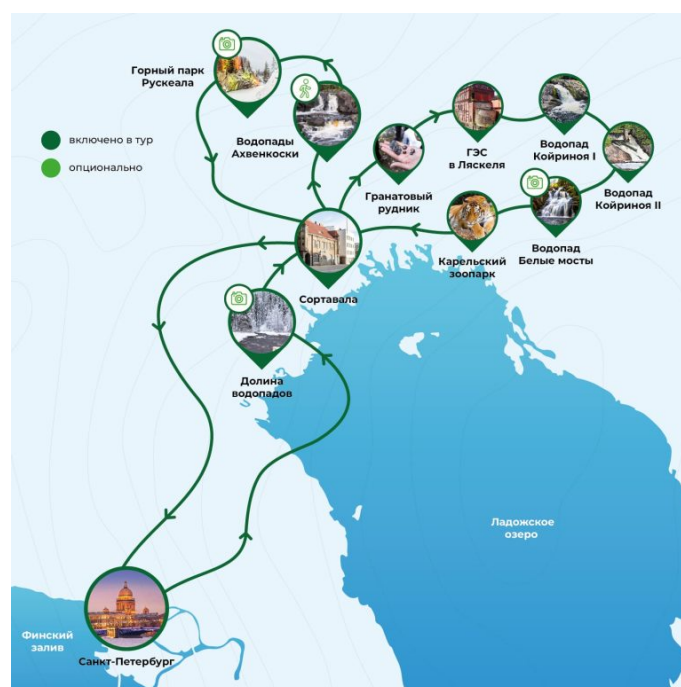 Горный парк
Рускеала
включено в тур
опционально
Водопады
Ахвенкоски
Гранатовый
рудник
ГЭС
в Ляскеля
Водопад
Койриноя I
Водопад
Койриноя II
Водопад
Белые мосты
Карельский
зоопарк
Сортавала
Долина
водопадов
Ладожское
озеро
Финский
залив
Санкт-Петербург